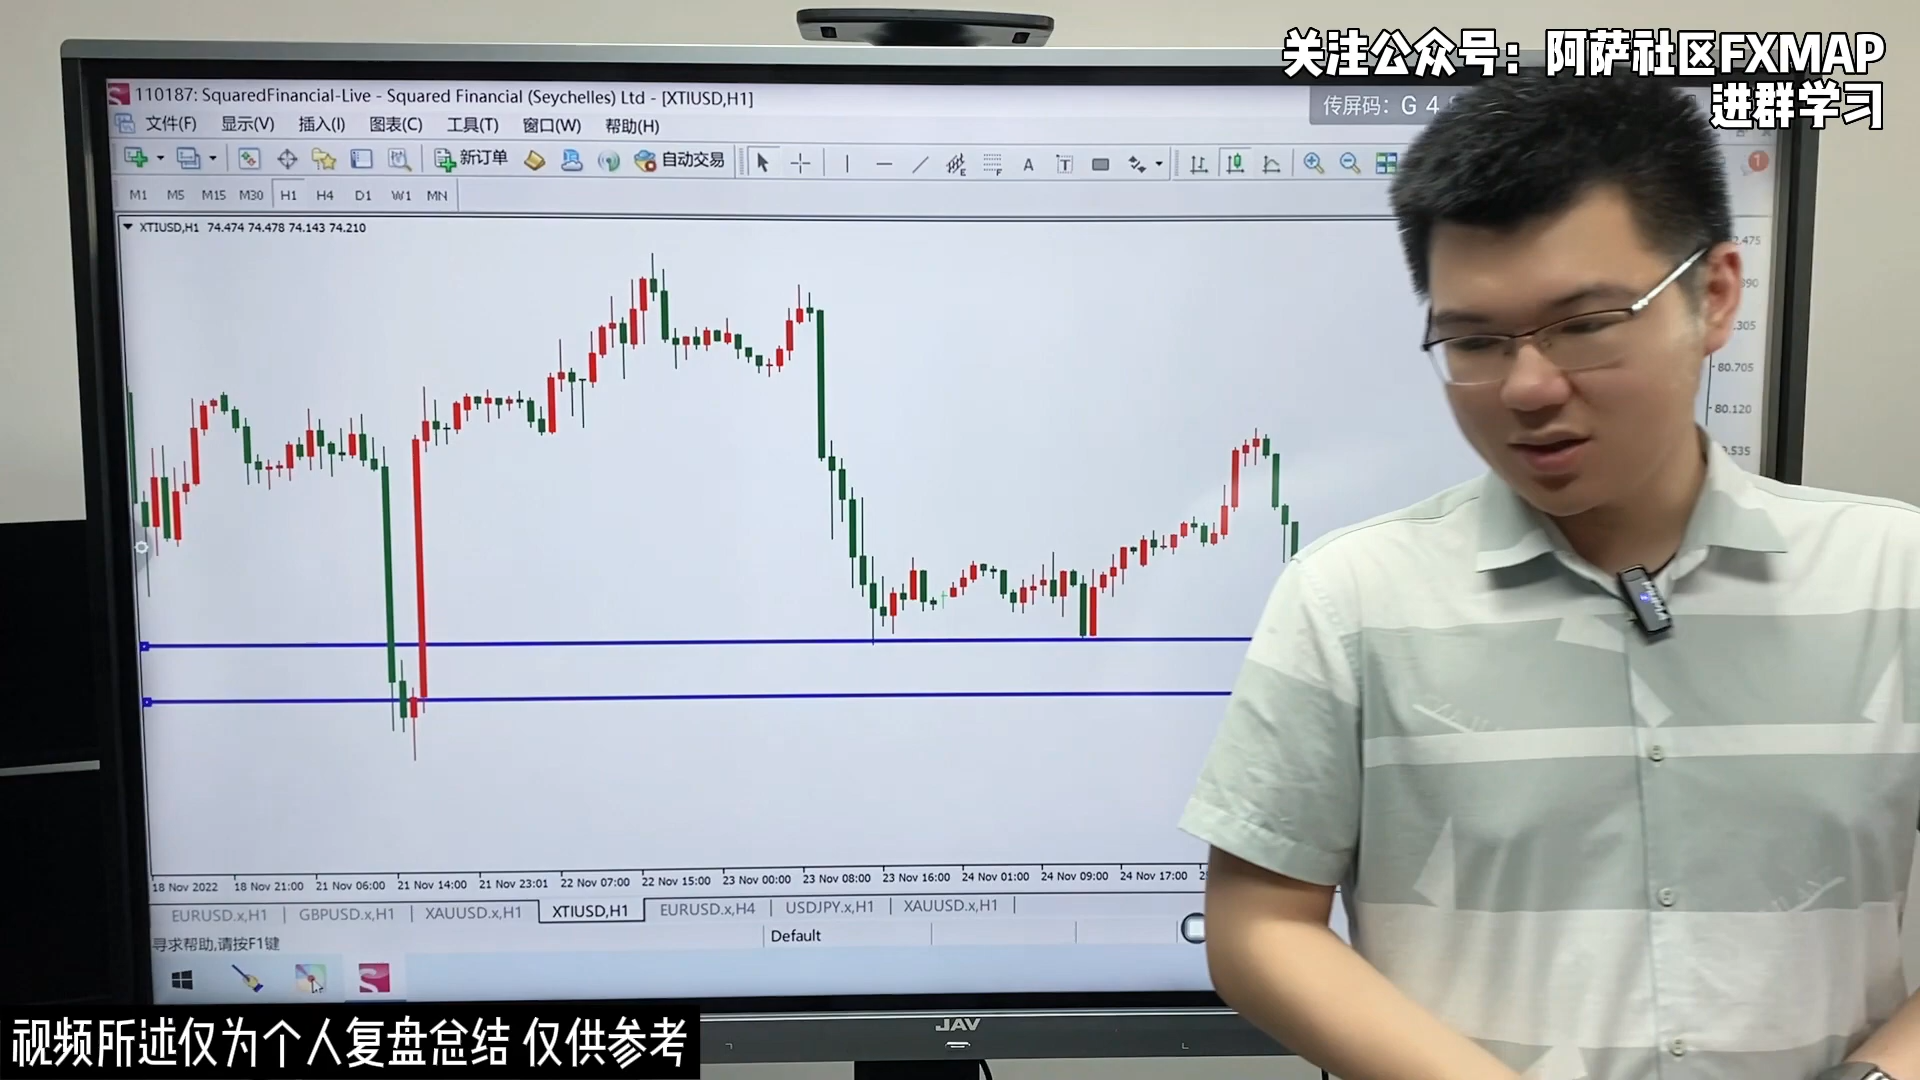 关注公众号：阿萨社区FXMAP
进群学习
110187: SquaredFinancial-Live - Squared Financial (Seychelles) Ltd - [XTIUSD,H1]
传屏码：G 4
文件(F) 显示(V) 插入(I) 图表(C) 工具(T) 窗口(W) 帮助(H)
新订单 自动交易
M1 M5 M15 M30 H1 H4 D1 W1 MN
XTIUSD,H1 74.474 74.478 74.143 74.210
80.705
80.120
18 Nov 2022 18 Nov 21:00 21 Nov 06:00 21 Nov 14:00 21 Nov 23:01 22 Nov 07:00 22 Nov 15:00 23 Nov 00:00 23 Nov 08:00 23 Nov 16:00 24 Nov 01:00 24 Nov 09:00 24 Nov 17:00
EURUSD.x,H1 GBPUSD.x,H1 XAUUSD.x,H1 XTIUSD,H1 EURUSD.x,H4 USDJPY.x,H1 XAUUSD.x,H1
寻求帮助,请按F1键 Default
JAV
视频所述仅为个人复盘总结 仅供参考